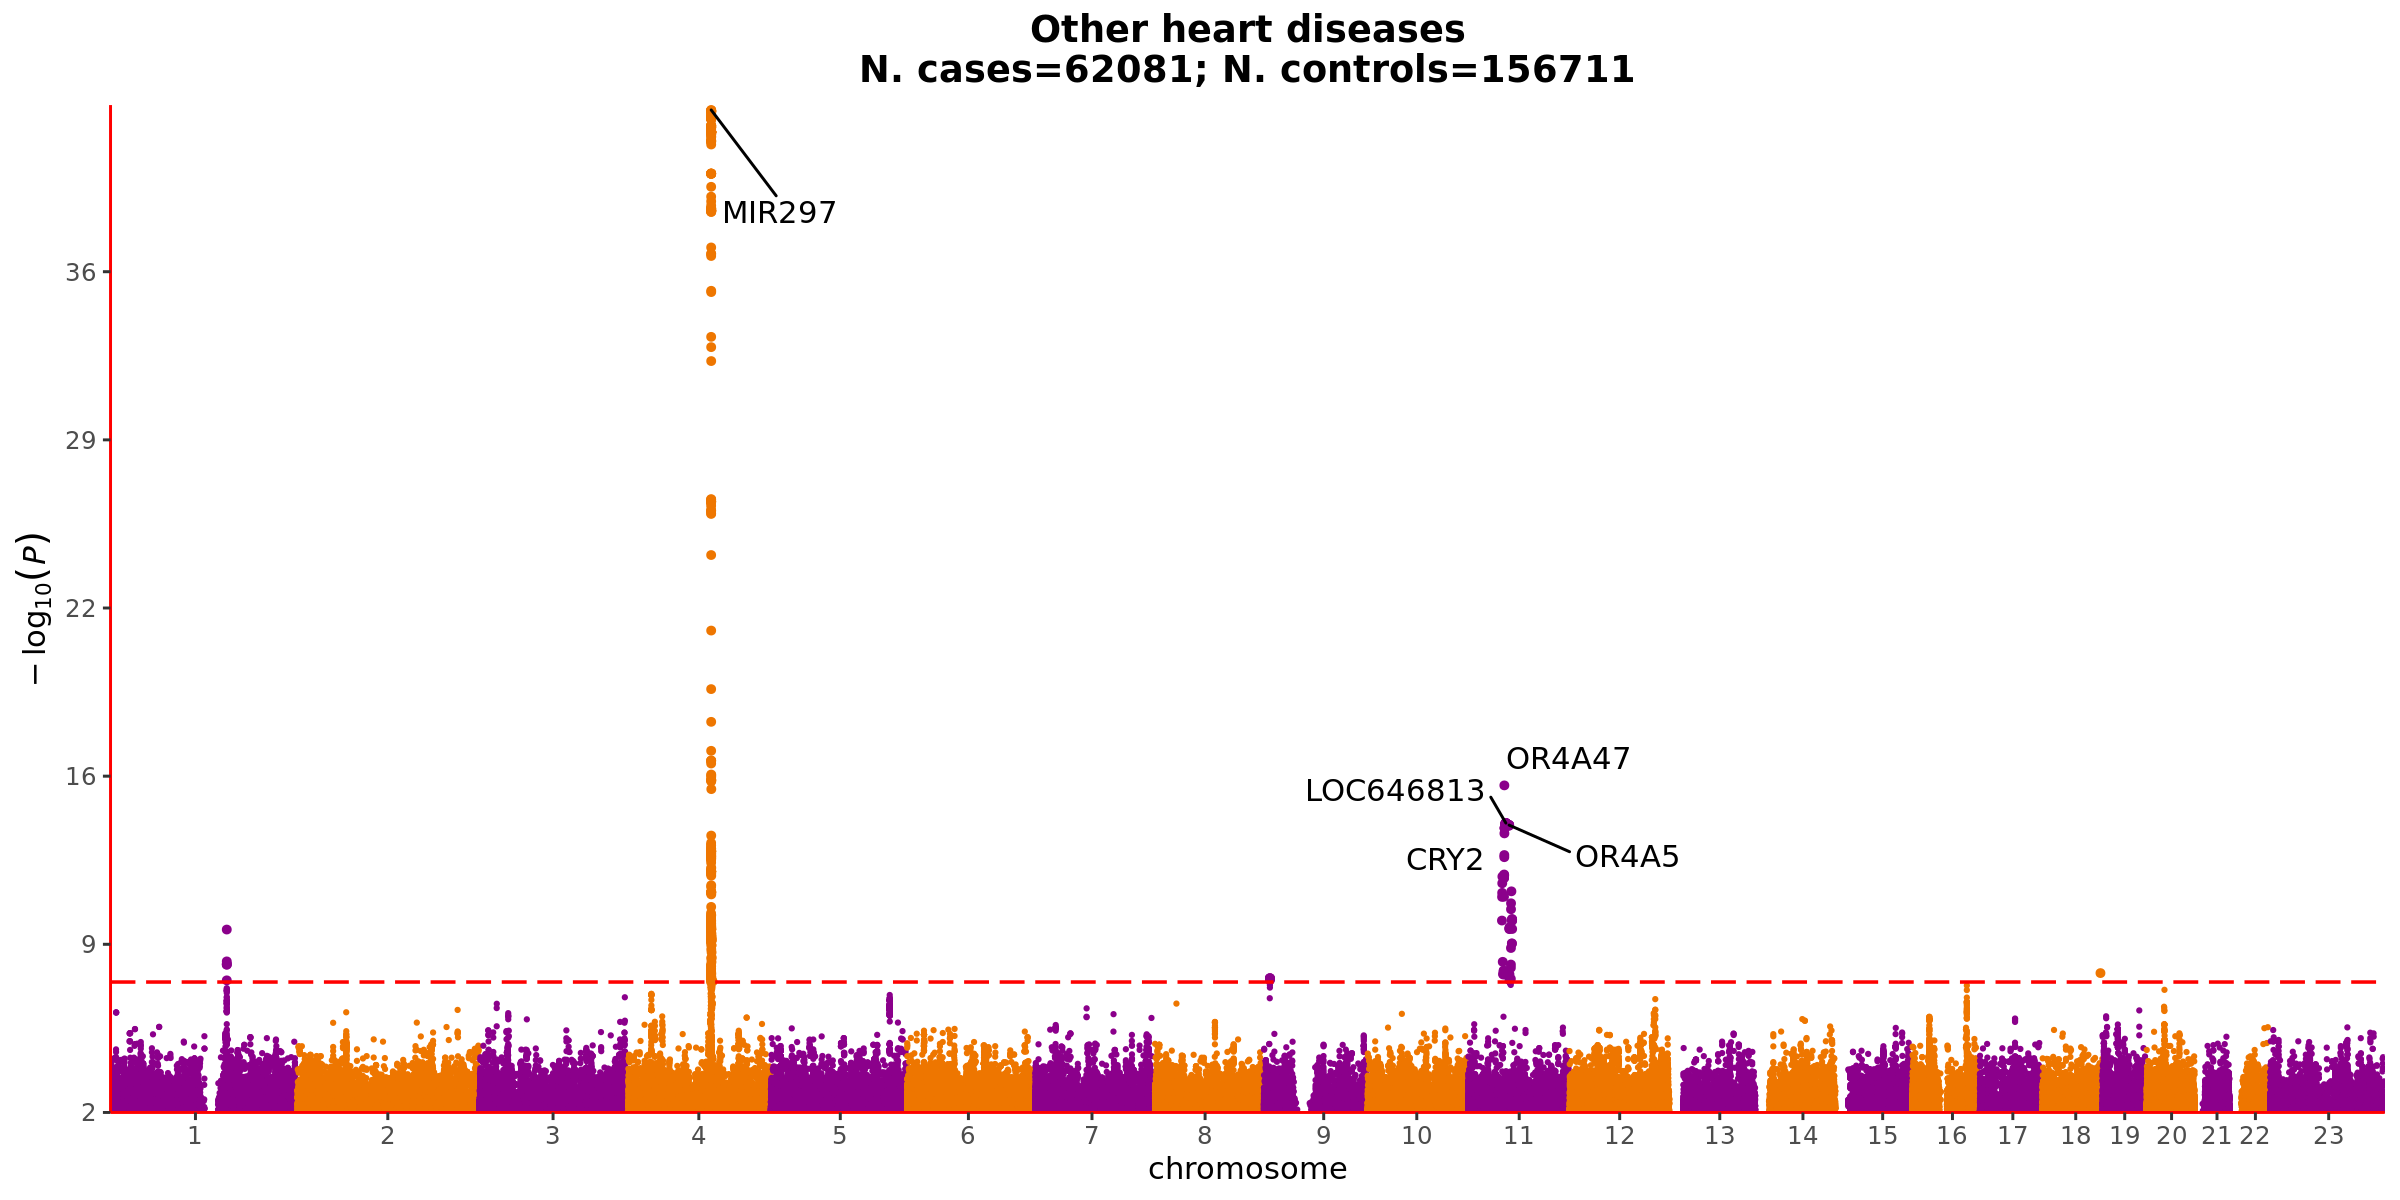 Other heart diseases
N. cases=62081; N. controls=156711
MIR297
36
29
22
16
9
2
− log10(P)
OR4A47
LOC646813
CRY2
OR4A5
1 2 3 4 5 6 7 8 9 10 11 12 13 14 15 16 17 18 19 20 21 22 23
chromosome